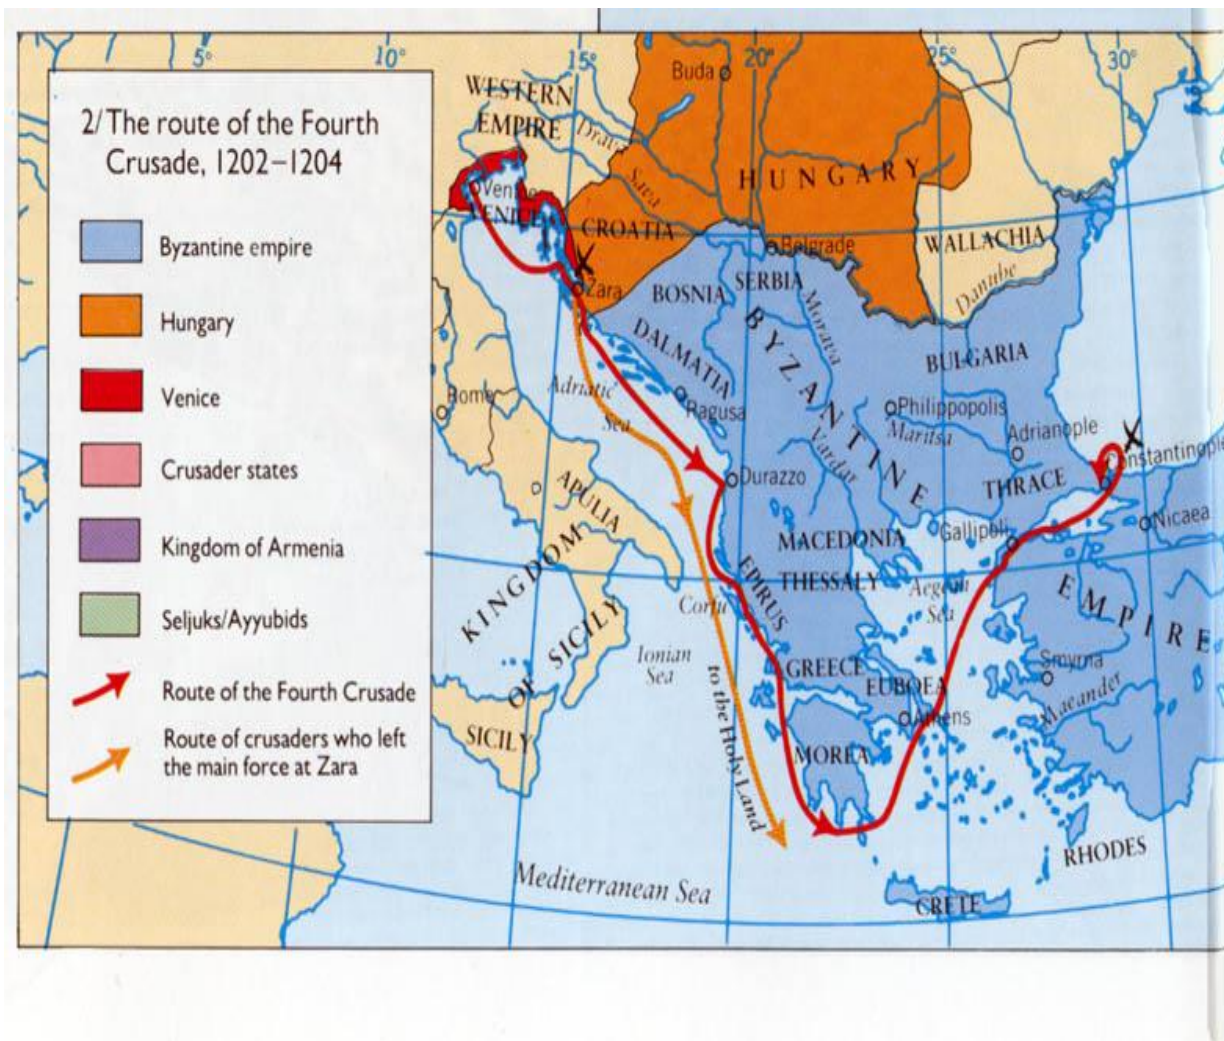 5°
10°
15°
20°
25°
30°
2/The route of the Fourth
Crusade, 1202–1204
Byzantine empire
Hungary
Venice
Crusader states
Kingdom of Armenia
Seljuks/Ayyubids
Route of the Fourth Crusade
Route of crusaders who left
the main force at Zara
WESTERN
EMPIRE
Buda
Drava
Sava
HUNGARY
Venice
VENICE
CROATIA
Belgrade
WALLACHIA
Danube
Zara
BOSNIA
SERBIA
Morava
DALMATIA
BYZANTINE
BULGARIA
Rome
Adriatic
Sea
Ragusa
Philippopolis
Maritsa
Adrianople
Constantinople
Vardar
Durazzo
THRACE
APULIA
Gallipoli
Nicaea
MACEDONIA
THESSALY
EPIRUS
Aegean
Sea
EMPIRE
KINGDOM
OF SICILY
Corfu
Ionian
Sea
GREECE
EUBOEA
Smyrna
Maeander
Athens
SICILY
MOREA
to the Holy Land
RHODES
Mediterranean Sea
CRETE